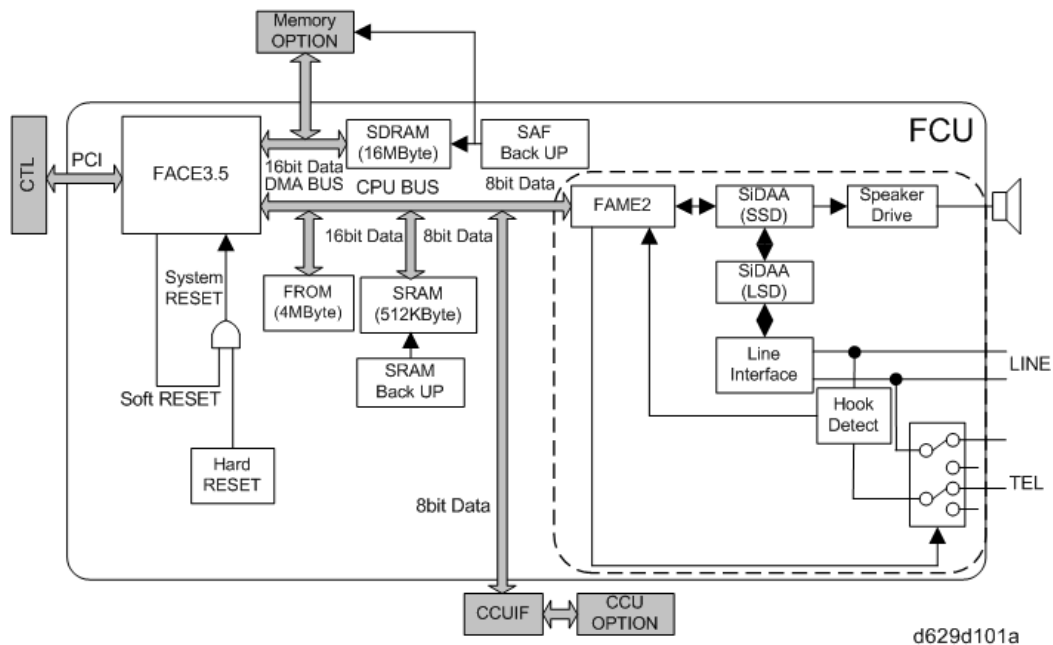 Memory
OPTION
FCU
CTL
PCI
FACE3.5
SDRAM
(16MByte)
SAF
Back UP
16bit Data
DMA BUS
CPU BUS
8bit Data
FAME2
SiDAA
(SSD)
Speaker
Drive
16bit Data
8bit Data
System
RESET
FROM
(4MByte)
SRAM
(512KByte)
SiDAA
(LSD)
SRAM
Back UP
Line
Interface
LINE
Soft RESET
Hook
Detect
Hard
RESET
TEL
8bit Data
CCUIF
CCU
OPTION
d629d101a